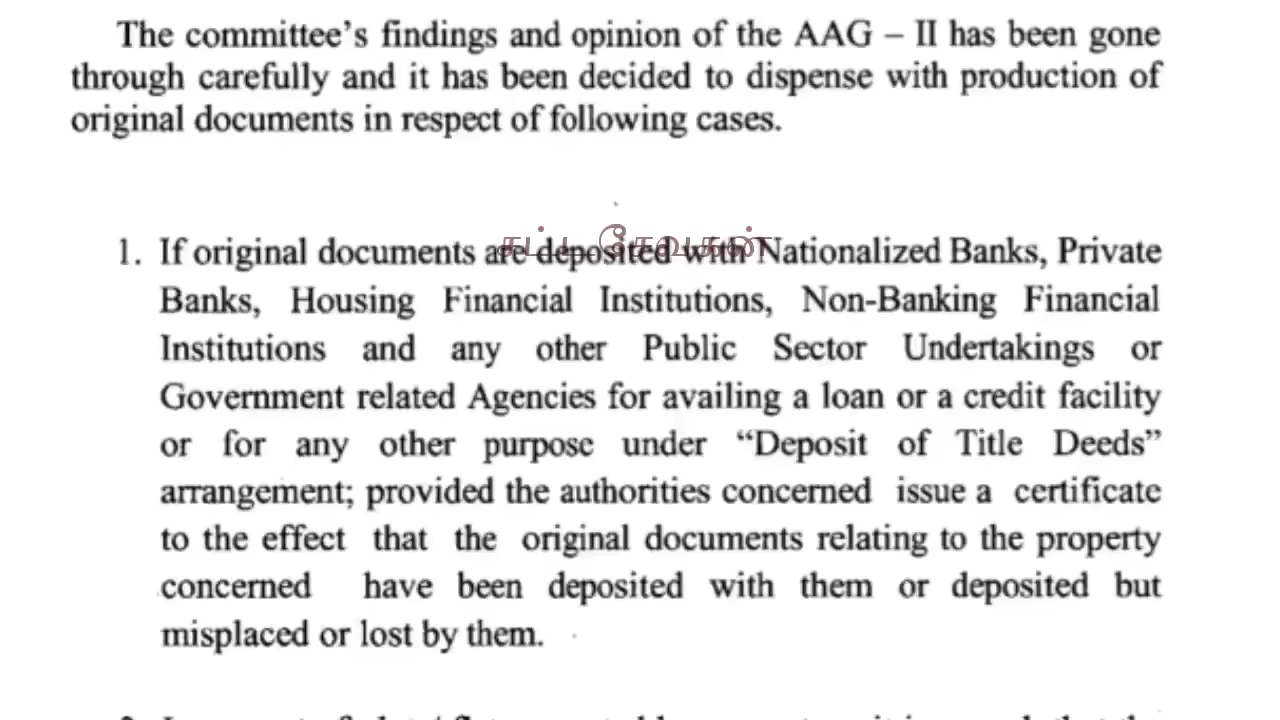 The committee's findings and opinion of the AAG – II has been gone
through carefully and it has been decided to dispense with production of
original documents in respect of following cases.
சட்ட சேவகன்
1. If original documents are deposited with Nationalized Banks, Private
Banks, Housing Financial Institutions, Non-Banking Financial
Institutions and any other Public Sector Undertakings or
Government related Agencies for availing a loan or a credit facility
or for any other purpose under “Deposit of Title Deeds”
arrangement; provided the authorities concerned issue a certificate
to the effect that the original documents relating to the property
concerned have been deposited with them or deposited but
misplaced or lost by them.